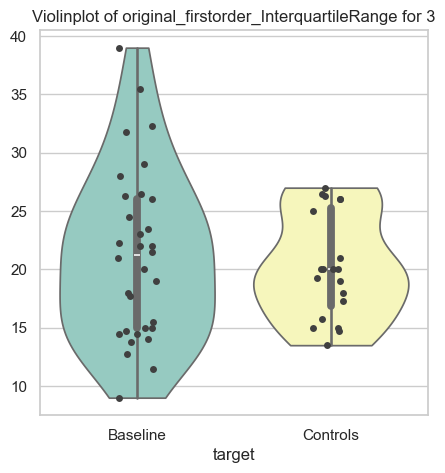 Violinplot of original_firstorder_InterquartileRange for 3
40
35
30
25
20
15
10
Baseline
Controls
target